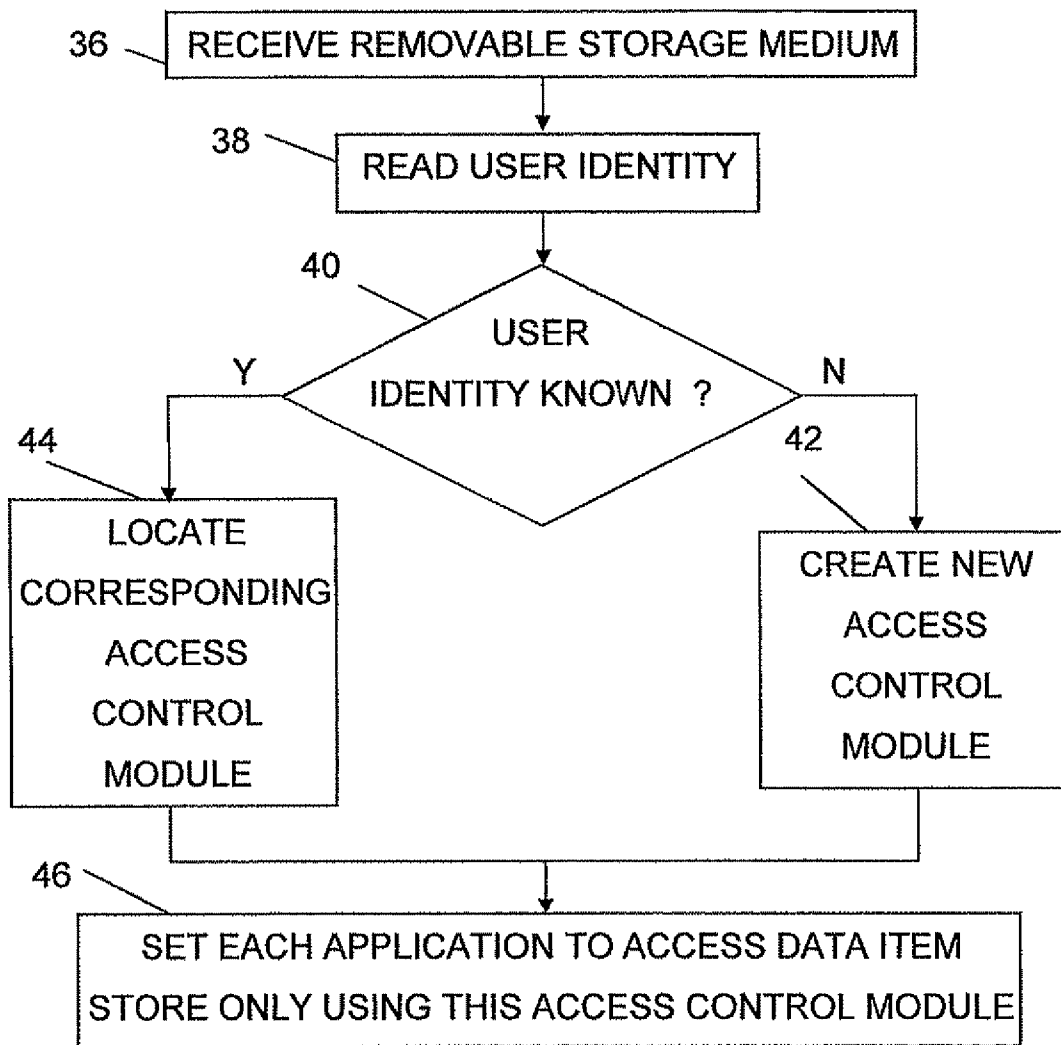 36
RECEIVE REMOVABLE STORAGE MEDIUM
38
READ USER IDENTITY
40
USER
IDENTITY KNOWN ?
Y
N
44
LOCATE
CORRESPONDING
ACCESS
CONTROL
MODULE
42
CREATE NEW
ACCESS
CONTROL
MODULE
46
SET EACH APPLICATION TO ACCESS DATA ITEM
STORE ONLY USING THIS ACCESS CONTROL MODULE